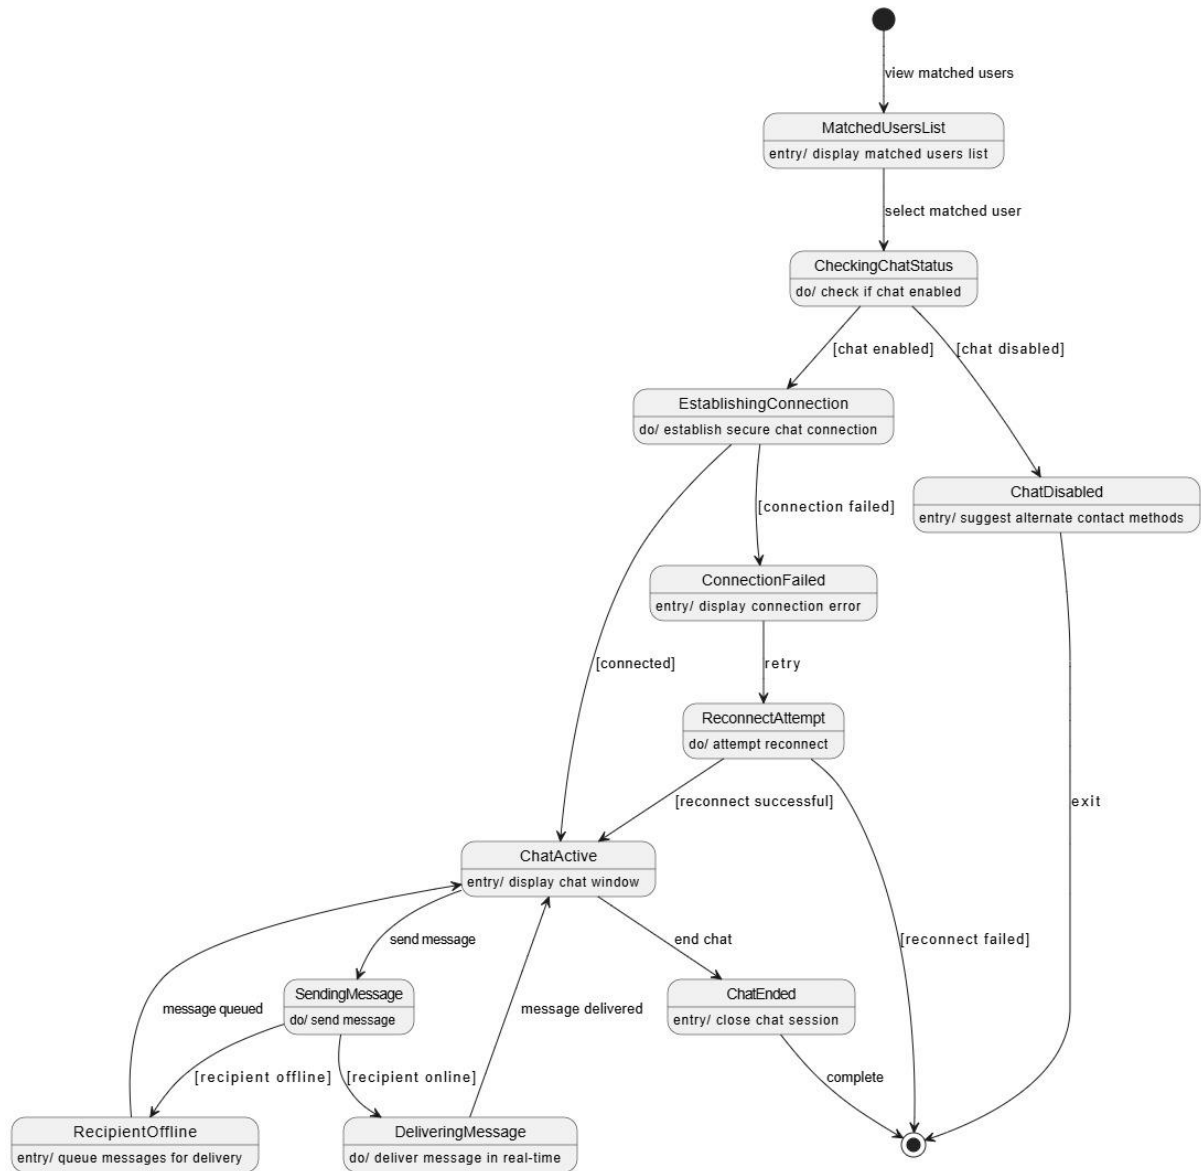 view matched users
MatchedUsersList
entry/ display matched users list
select matched user
CheckingChatStatus
do/ check if chat enabled
[chat enabled]
[chat disabled]
EstablishingConnection
do/ establish secure chat connection
ChatDisabled
entry/ suggest alternate contact methods
[connection failed]
ConnectionFailed
entry/ display connection error
[connected]
retry
ReconnectAttempt
do/ attempt reconnect
[reconnect successful]
exit
ChatActive
entry/ display chat window
send message
end chat
[reconnect failed]
message queued
SendingMessage
do/ send message
message delivered
ChatEnded
entry/ close chat session
[recipient offline]
[recipient online]
complete
RecipientOffline
entry/ queue messages for delivery
DeliveringMessage
do/ deliver message in real-time